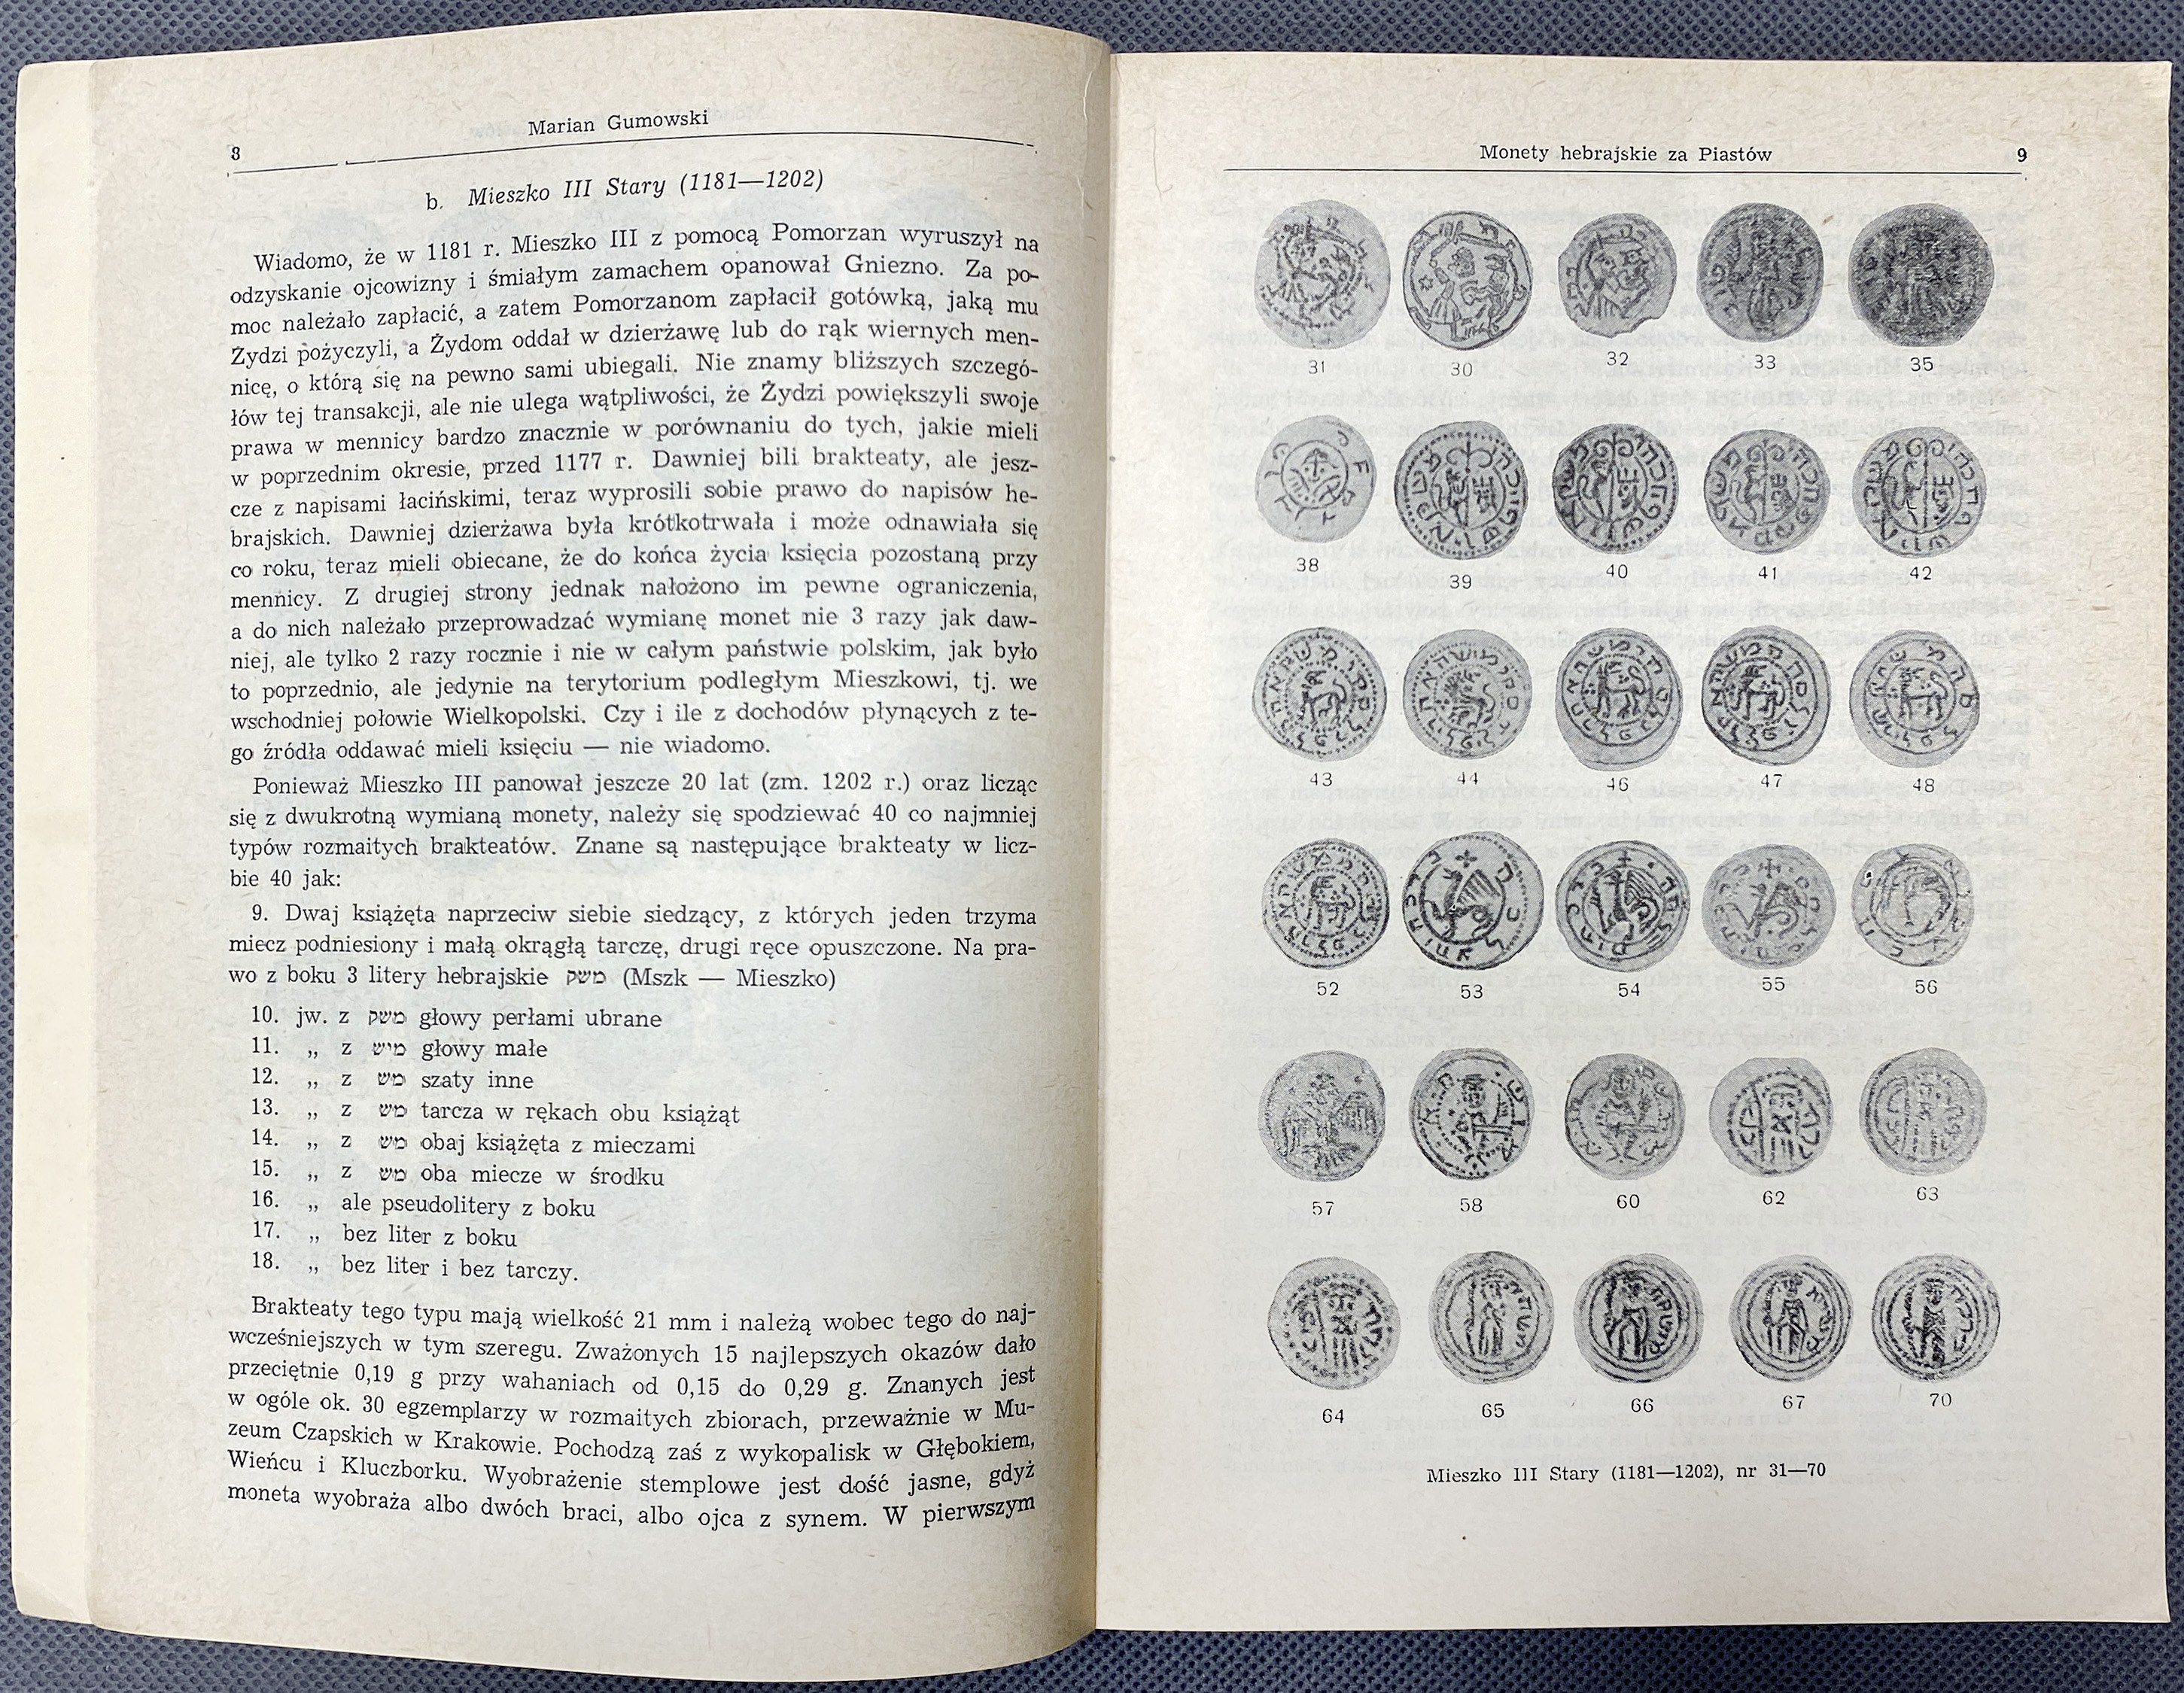 Marian Gumowski
8
b. Mieszko III Stary (1181—1202)
Wiadomo, że w 1181 r. Mieszko III z pomocą Pomorzan wyruszył na
odzyskanie ojcowizny i śmiałym zamachem opanował Gniezno. Za po-
moc należało zapłacić, a zatem Pomorzanom zapłacił gotówką, jaką mu
Żydzi pożyczyli, a Żydom oddał w dzierżawę lub do rąk wiernych men-
nicę, o którą się na pewno sami ubiegali. Nie znamy bliższych szczegó-
łów tej transakcji, ale nie ulega wątpliwości, że Żydzi powiększyli swoje
prawa w mennicy bardzo znacznie w porównaniu do tych, jakie mieli
w poprzednim okresie, przed 1177 r. Dawniej bili brakteaty, ale jesz-
cze z napisami łacińskimi, teraz wyprosili sobie prawo do napisów he-
brajskich. Dawniej dzierżawa była krótkotrwała i może odnawiała się
co roku, teraz mieli obiecane, że do końca życia księcia pozostaną przy
mennicy. Z drugiej strony jednak nałożono im pewne ograniczenia,
a do nich należało przeprowadzać wymianę monet nie 3 razy jak daw-
niej, ale tylko 2 razy rocznie i nie w całym państwie polskim, jak było
to poprzednio, ale jedynie na terytorium podległym Mieszkowi, tj. we
wschodniej połowie Wielkopolski. Czy i ile z dochodów płynących z te-
go źródła oddawać mieli księciu — nie wiadomo.
Ponieważ Mieszko III panował jeszcze 20 lat (zm. 1202 r.) oraz licząc
się z dwukrotną wymianą monety, należy się spodziewać 40 co najmniej
typów rozmaitych brakteatów. Znane są następujące brakteaty w licz-
bie 40 jak:
9. Dwaj książęta naprzeciw siebie siedzący, z których jeden trzyma
miecz podniesiony i małą okrągłą tarczę, drugi ręce opuszczone. Na pra-
wo z boku 3 litery hebrajskie משק (Mszk — Mieszko)
10. jw. z משק głowy perłami ubrane
11. „ z מיש głowy małe
12. „ z מש szaty inne
13. „ z מש tarcza w rękach obu książąt
14. „ z מש obaj książęta z mieczami
15. „ z מש oba miecze w środku
16. „ ale pseudolitery z boku
17. „ bez liter z boku
18. „ bez liter i bez tarczy.
Brakteaty tego typu mają wielkość 21 mm i należą wobec tego do naj-
wcześniejszych w tym szeregu. Zważonych 15 najlepszych okazów dało
przeciętnie 0,19 g przy wahaniach od 0,15 do 0,29 g. Znanych jest
w ogóle ok. 30 egzemplarzy w rozmaitych zbiorach, przeważnie w Mu-
zeum Czapskich w Krakowie. Pochodzą zaś z wykopalisk w Głębokiem,
Wieńcu i Kluczborku. Wyobrażenie stemplowe jest dość jasne, gdyż
moneta wyobraża albo dwóch braci, albo ojca z synem. W pierwszym
Monety hebrajskie za Piastów 9
31 30 32 33 35
38 39 40 41 42
43 44 46 47 48
52 53 54 55 56
57 58 60 62 63
64 65 66 67 70
Mieszko III Stary (1181—1202), nr 31—70